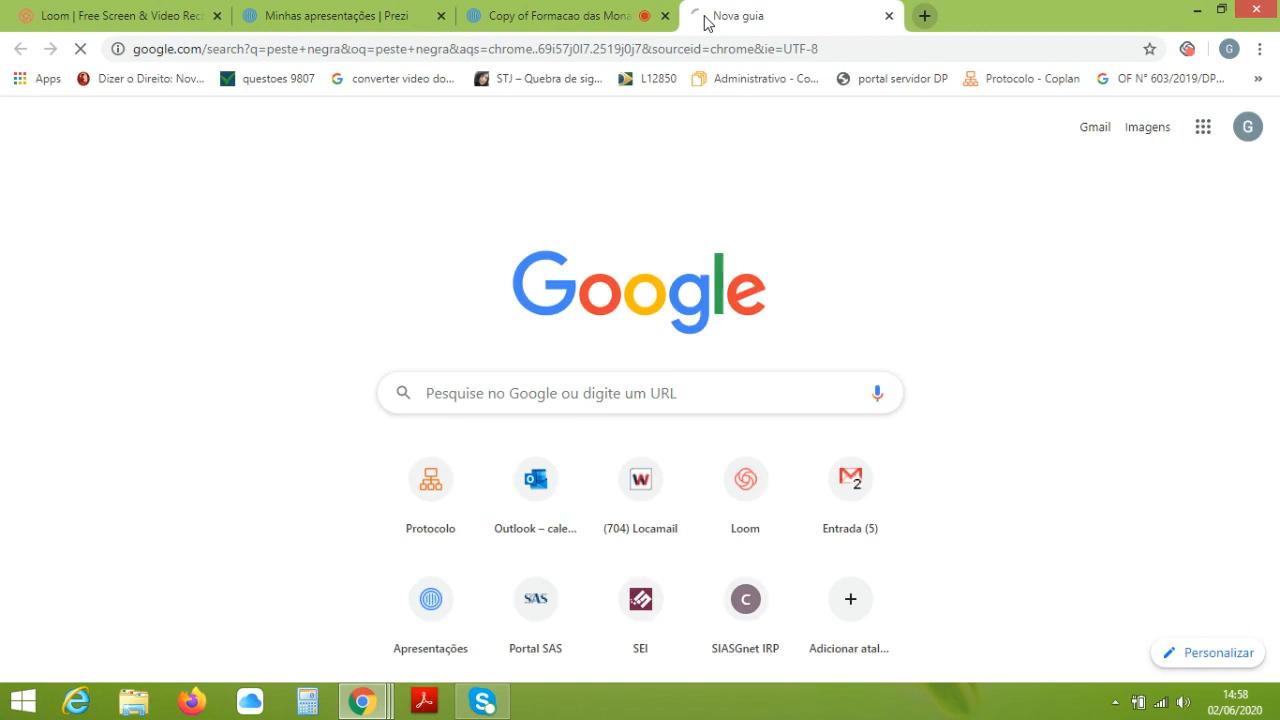 Loom | Free Screen & Video Rec
Minhas apresentações | Prezi
Copy of Formacao das Mona
Nova guia
google.com/search?q=peste+negra&oq=peste+negra&aqs=chrome..69i57j0l7.2519j0j7&sourceid=chrome&ie=UTF-8
G
Apps
Dizer o Direito: Nov...
questoes 9807
converter video do...
STJ – Quebra de sig...
L12850
Administrativo - Co...
portal servidor DP
Protocolo - Coplan
OF N° 603/2019/DP...
»
Gmail
Imagens
G
Google
Pesquise no Google ou digite um URL
2
Protocolo
Outlook – cale...
(704) Locamail
Loom
Entrada (5)
SAS
C
Apresentações
Portal SAS
SEI
SIASGnet IRP
Adicionar atal...
Personalizar
14:58
02/06/2020